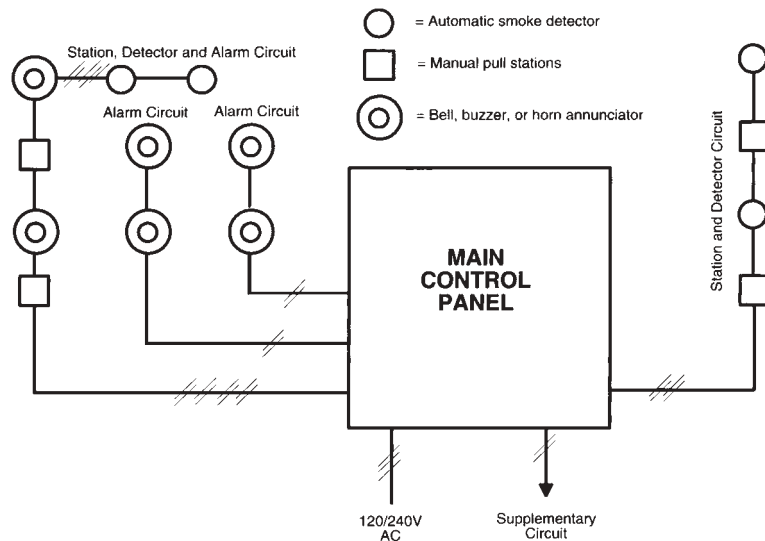 = Automatic smoke detector
Station, Detector and Alarm Circuit
= Manual pull stations
Alarm Circuit
Alarm Circuit
= Bell, buzzer, or horn annunciator
Station and Detector Circuit
MAIN
CONTROL
PANEL
120/240V
AC
Supplementary
Circuit